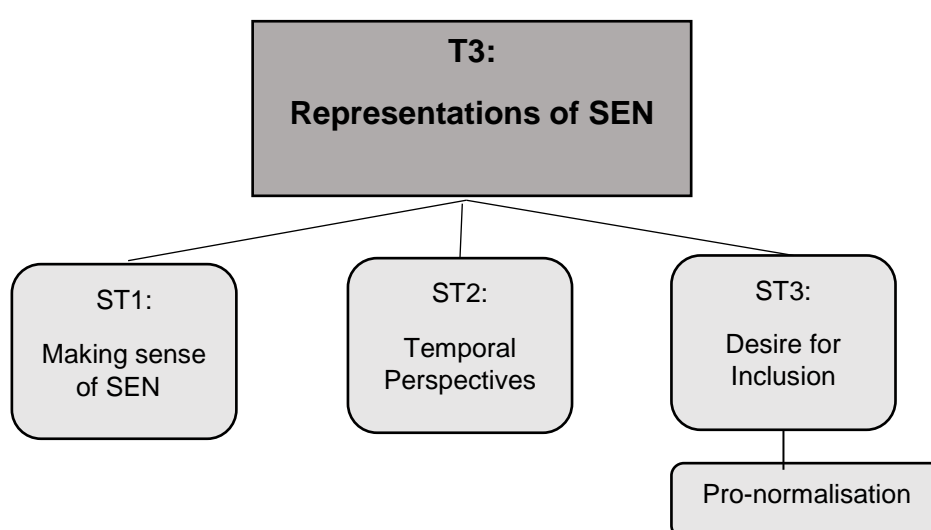 T3:
Representations of SEN
ST1:
Making sense
of SEN
ST2:
Temporal
Perspectives
ST3:
Desire for
Inclusion
Pro-normalisation